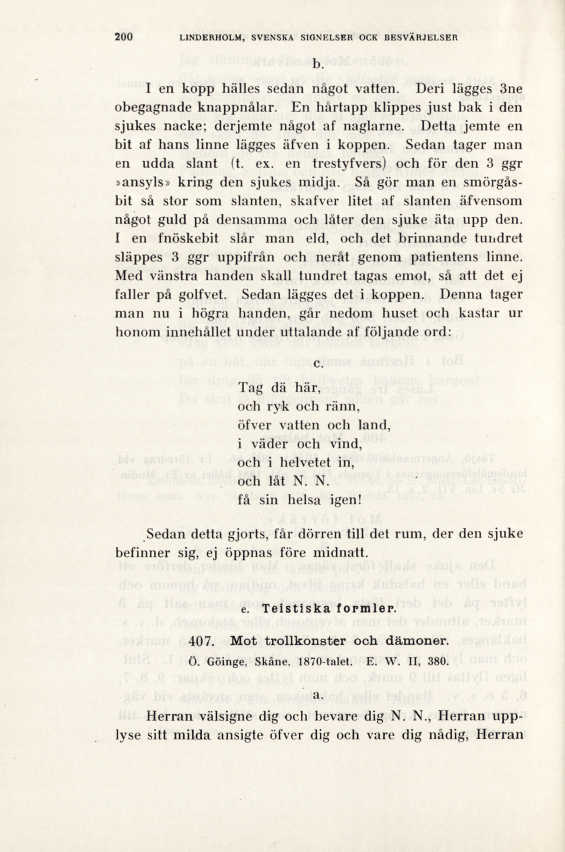 200 LINDERHOLM, SVENSKA SIGNELSER OCK BESVÄRJELSER
b.
I en kopp hälles sedan något vatten. Deri lägges 3ne
obegagnade knappnålar. En hårtapp klippes just bak i den
sjukes nacke; derjemte något af naglarne. Detta jemte en
bit af hans linne lägges äfven i koppen. Sedan tager man
en udda slant (t. ex. en trestyfvers) och för den 3 ggr
»ansyls» kring den sjukes midja. Så gör man en smörgås-
bit så stor som slanten, skafver litet af slanten äfvensom
något guld på densamma och låter den sjuke äta upp den.
I en fnöskebit slår man eld, och det brinnande tundret
släppes 3 ggr uppifrån och neråt genom patientens linne.
Med vänstra handen skall tundret tagas emot, så att det ej
faller på golfvet. Sedan lägges det i koppen. Denna tager
man nu i högra handen, går nedom huset och kastar ur
honom innehållet under uttalande af följande ord:
c.
Tag dä här,
och ryk och ränn,
öfver vatten och land,
i väder och vind,
och i helvetet in,
och låt N. N.
få sin helsa igen!
Sedan detta gjorts, får dörren till det rum, der den sjuke
befinner sig, ej öppnas före midnatt.
e. Teistiska formler.
407. Mot trollkonster och dämoner.
Ö. Göinge, Skåne. 1870-talet. E. W. II, 380.
a.
Herran välsigne dig och bevare dig N. N., Herran upp-
lyse sitt milda ansigte öfver dig och vare dig nådig, Herran